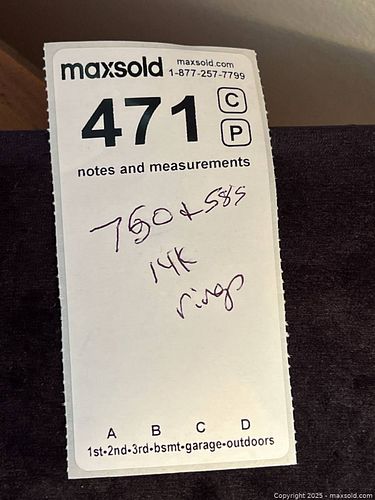 maxsold maxsold.com
1-877-257-7799
471 C
P
notes and measurements
750 + 585
14K
rings
A B C D
1st•2nd•3rd•bsmt•garage•outdoors
Copyright 2025 - maxsold.com